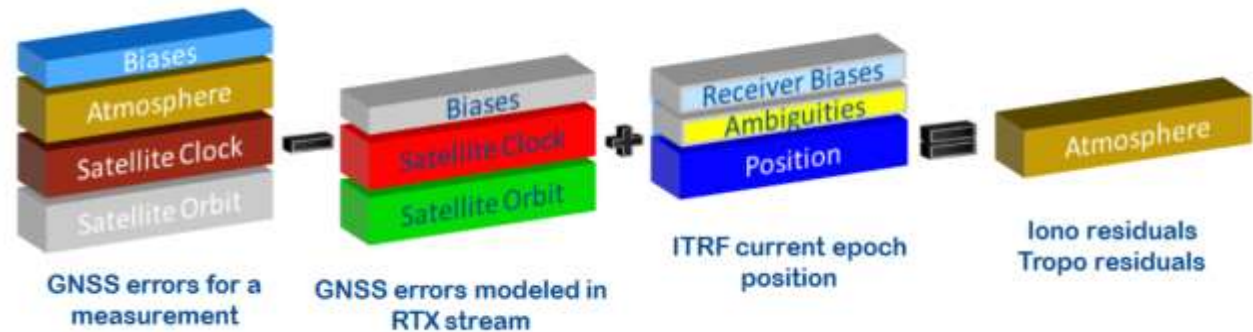 Biases
Atmosphere
Satellite Clock
Satellite Orbit
GNSS errors for a
measurement
Biases
Satellite Clock
Satellite Orbit
GNSS errors modeled in
RTX stream
Receiver Biases
Ambiguities
Position
ITRF current epoch
position
Atmosphere
Iono residuals
Tropo residuals